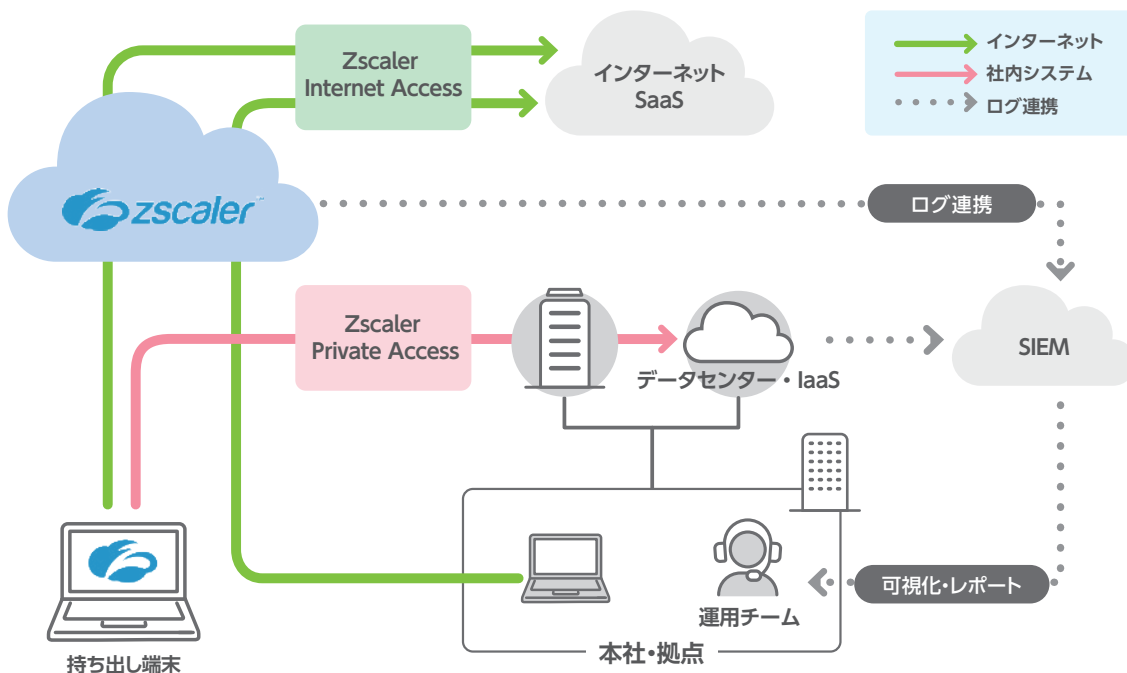 Zscaler
Internet Access
インターネット
SaaS
インターネット
社内システム
ログ連携
zscaler
ログ連携
Zscaler
Private Access
データセンター・IaaS
SIEM
可視化・レポート
運用チーム
本社・拠点
持ち出し端末